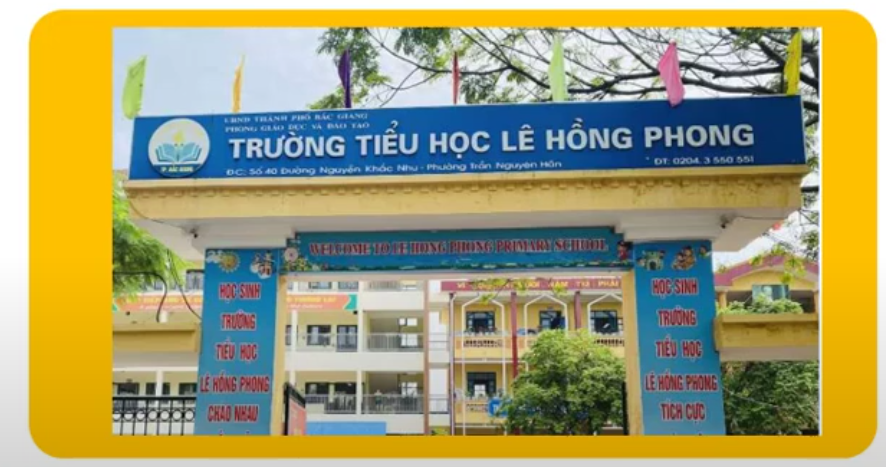 UBND THÀNH PHỐ BẮC GIANG
PHÒNG GIÁO DỤC VÀ ĐÀO TẠO
TRƯỜNG TIỂU HỌC LÊ HỒNG PHONG
TP. BẮC GIANG
ĐC: Số 40 Đường Nguyễn Khắc Nhu - Phường Trần Nguyên Hãn
ĐT: 0204. 3 550 551
WELCOME TO LE HONG PHONG PRIMARY SCHOOL
HỌC SINH
TRƯỜNG
TIỂU HỌC
LÊ HỒNG PHONG
CHÀO NHAU
HỌC SINH
TRƯỜNG
TIỂU HỌC
LÊ HỒNG PHONG
TÍCH CỰC